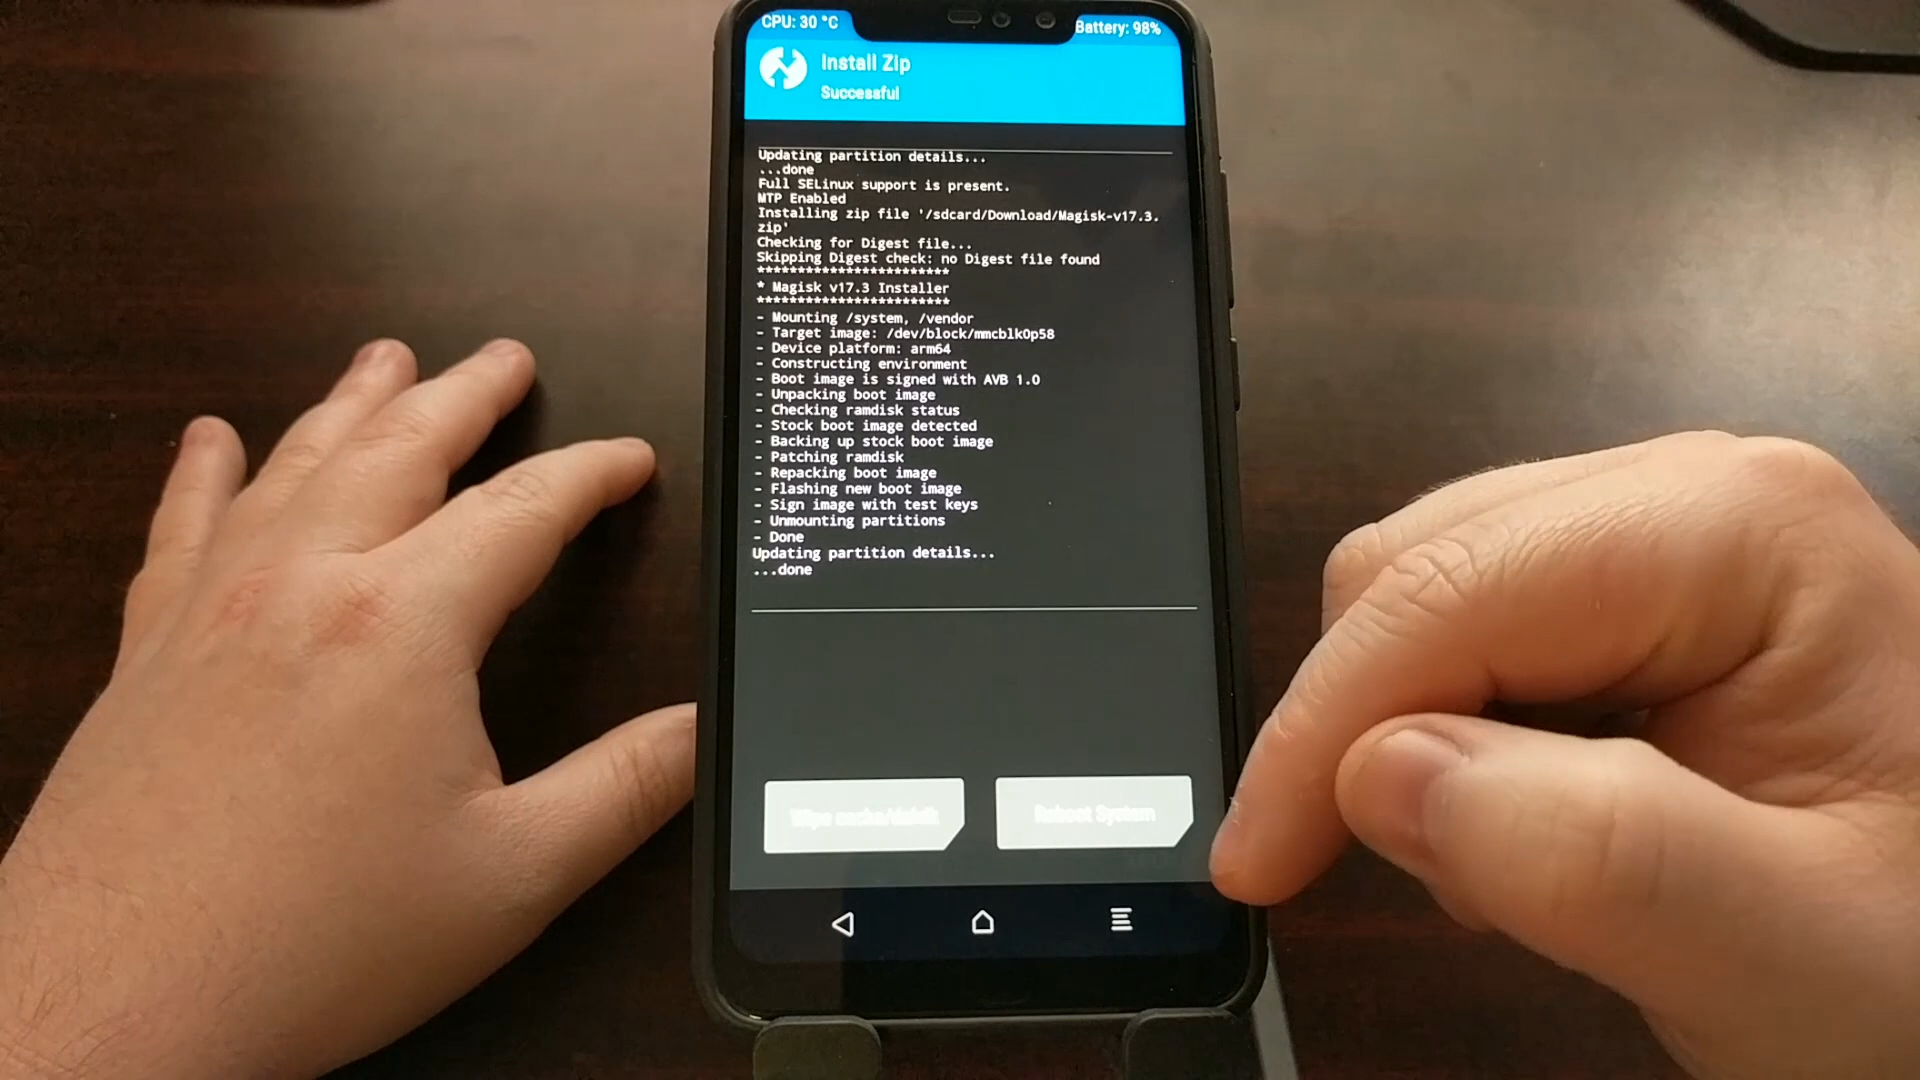 CPU: 30 °C
Battery: 98%
Install Zip
Successful
Updating partition details...
...done
Full SELinux support is present.
MTP Enabled
Installing zip file '/sdcard/Download/Magisk-v17.3.
zip'
Checking for Digest file...
Skipping Digest check: no Digest file found
************************
* Magisk v17.3 Installer
************************
- Mounting /system, /vendor
- Target image: /dev/block/mmcblk0p58
- Device platform: arm64
- Constructing environment
- Boot image is signed with AVB 1.0
- Unpacking boot image
- Checking ramdisk status
- Stock boot image detected
- Backing up stock boot image
- Patching ramdisk
- Repacking boot image
- Flashing new boot image
- Sign image with test keys
- Unmounting partitions
- Done
Updating partition details...
...done
Wipe cache/dalvik
Reboot System